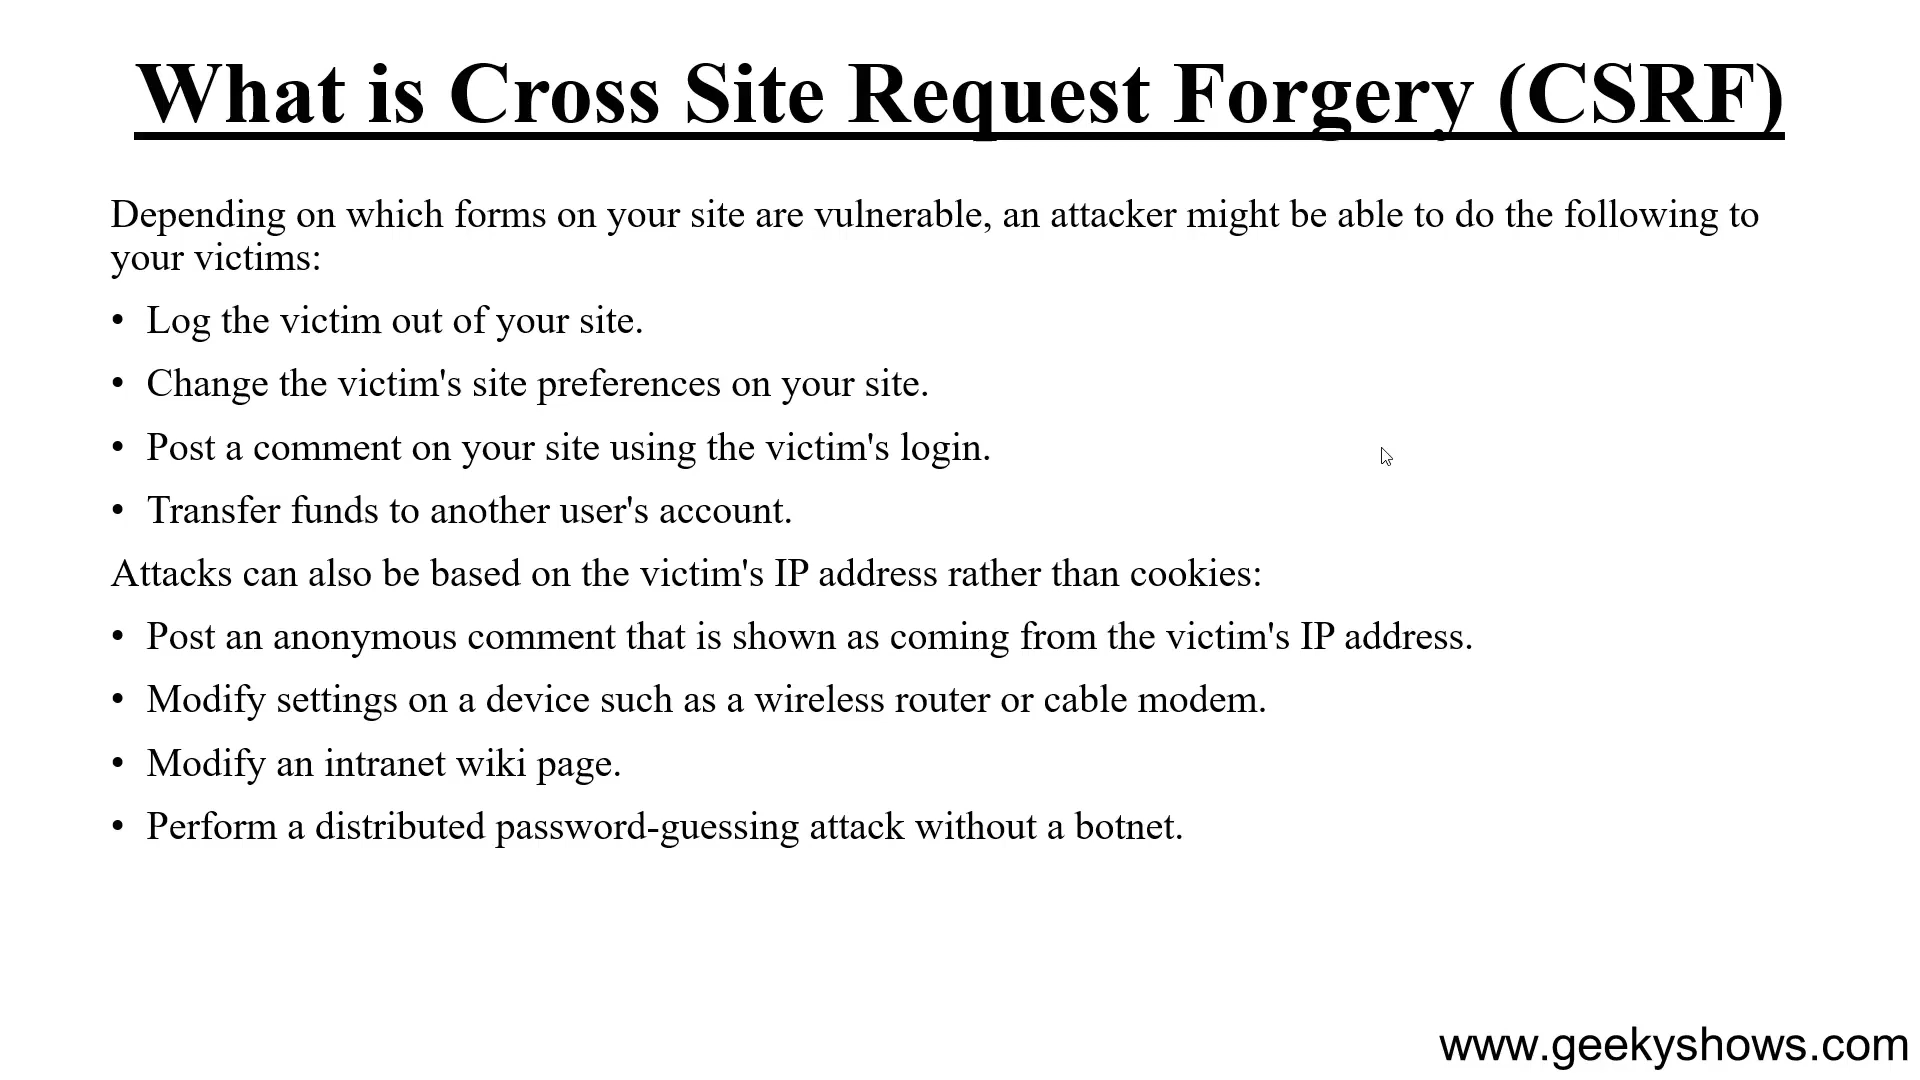 What is Cross Site Request Forgery (CSRF)
Depending on which forms on your site are vulnerable, an attacker might be able to do the following to
your victims:
• Log the victim out of your site.
• Change the victim's site preferences on your site.
• Post a comment on your site using the victim's login.
• Transfer funds to another user's account.
Attacks can also be based on the victim's IP address rather than cookies:
• Post an anonymous comment that is shown as coming from the victim's IP address.
• Modify settings on a device such as a wireless router or cable modem.
• Modify an intranet wiki page.
• Perform a distributed password-guessing attack without a botnet.
www.geekyshows.com